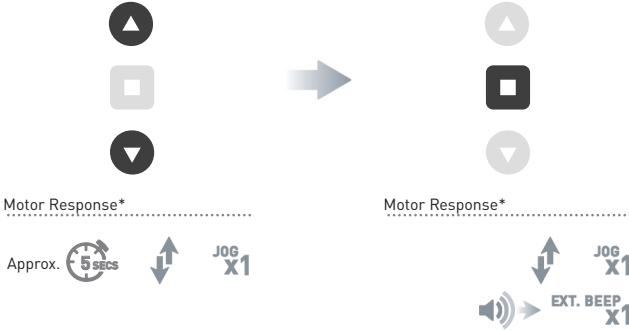 Motor Response*
Approx. 5 SECS JOG X1
Motor Response*
JOG X1
EXT. BEEP X1